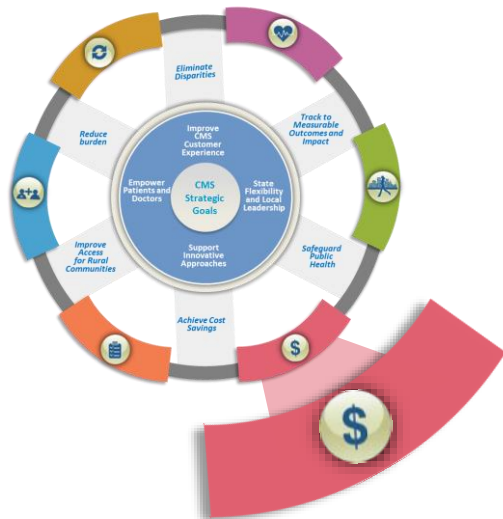 Eliminate
Disparities
Track to
Measurable
Outcomes and
Impact
Reduce
burden
Improve
CMS
Customer
Experience
Empower
Patients and
Doctors
CMS
Strategic
Goals
State
Flexibility
and Local
Leadership
Support
Innovative
Approaches
Improve
Access
for Rural
Communities
Safeguard
Public
Health
Achieve Cost
Savings
$
$